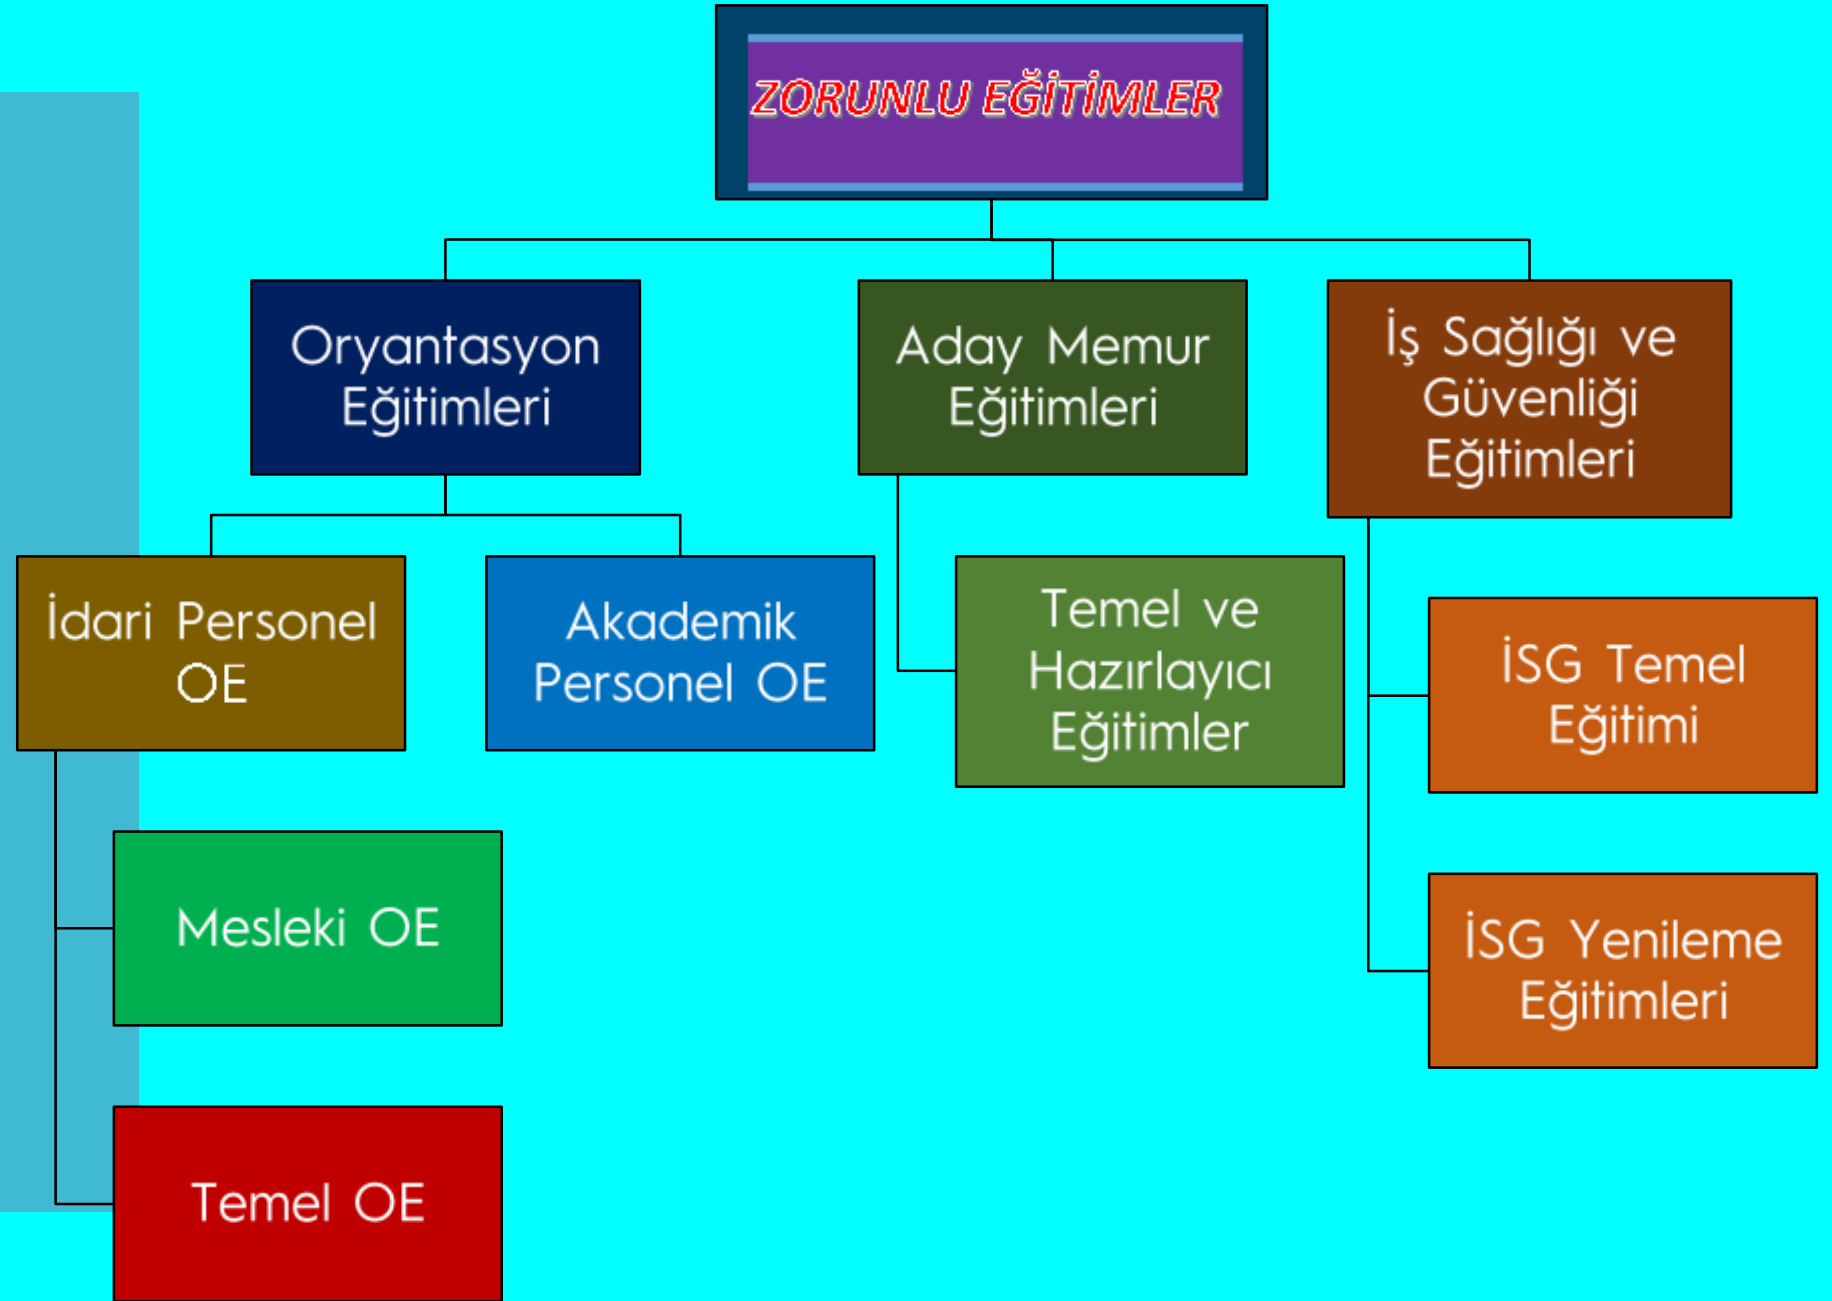 ZORUNLU EĞİTİMLER
Oryantasyon
Eğitimleri
Aday Memur
Eğitimleri
İş Sağlığı ve
Güvenliği
Eğitimleri
İdari Personel
OE
Akademik
Personel OE
Temel ve
Hazırlayıcı
Eğitimler
İSG Temel
Eğitimi
Mesleki OE
İSG Yenileme
Eğitimleri
Temel OE